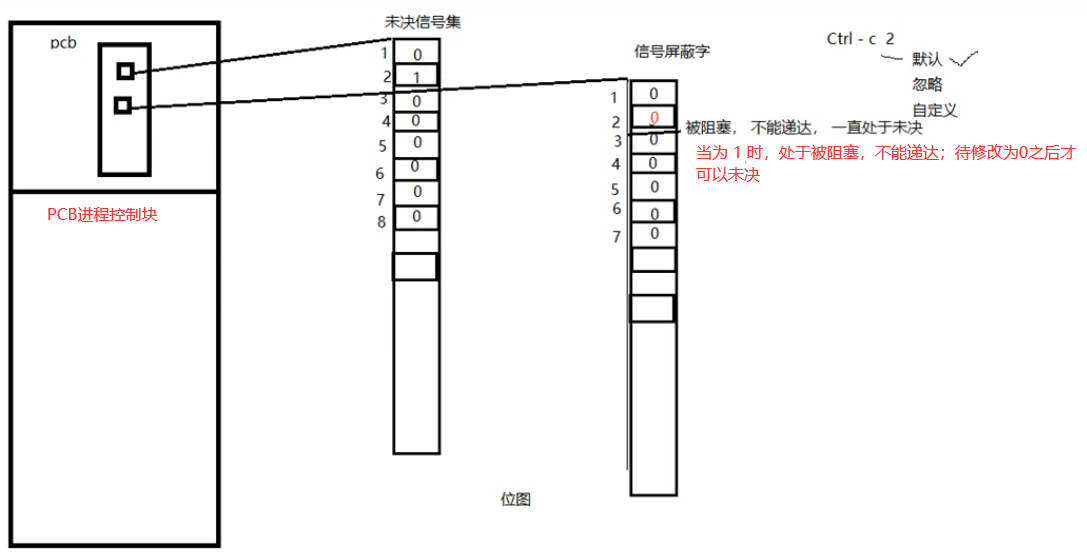 pcb
PCB进程控制块
未决信号集
1 0
2 1
3 0
4 0
5 0
6 0
7 0
8 0
信号屏蔽字
1 0
2 0
3 0
4 0
5 0
6 0
7 0
Ctrl - c 2
默认
忽略
自定义
被阻塞， 不能递达， 一直处于未决
当为 1 时，处于被阻塞，不能递达；待修改为0之后才
可以未决
位图